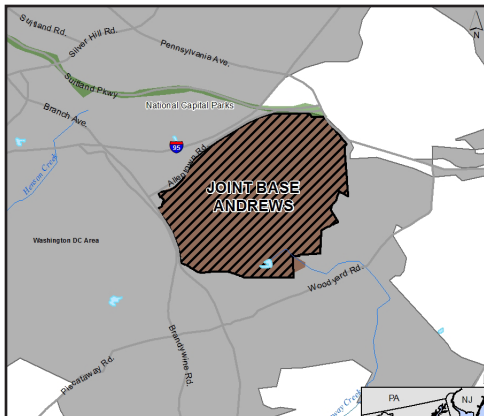 Suitland Rd.
Silver Hill Rd.
Pennsylvania Ave.
N
Suitland Pkwy
National Capital Parks
Branch Ave.
95
Allentown Rd.
Henson Creek
JOINT BASE
ANDREWS
Washington DC Area
Woodyard Rd.
Piscataway Rd.
Brandywine Rd.
PA
NJ
Creek